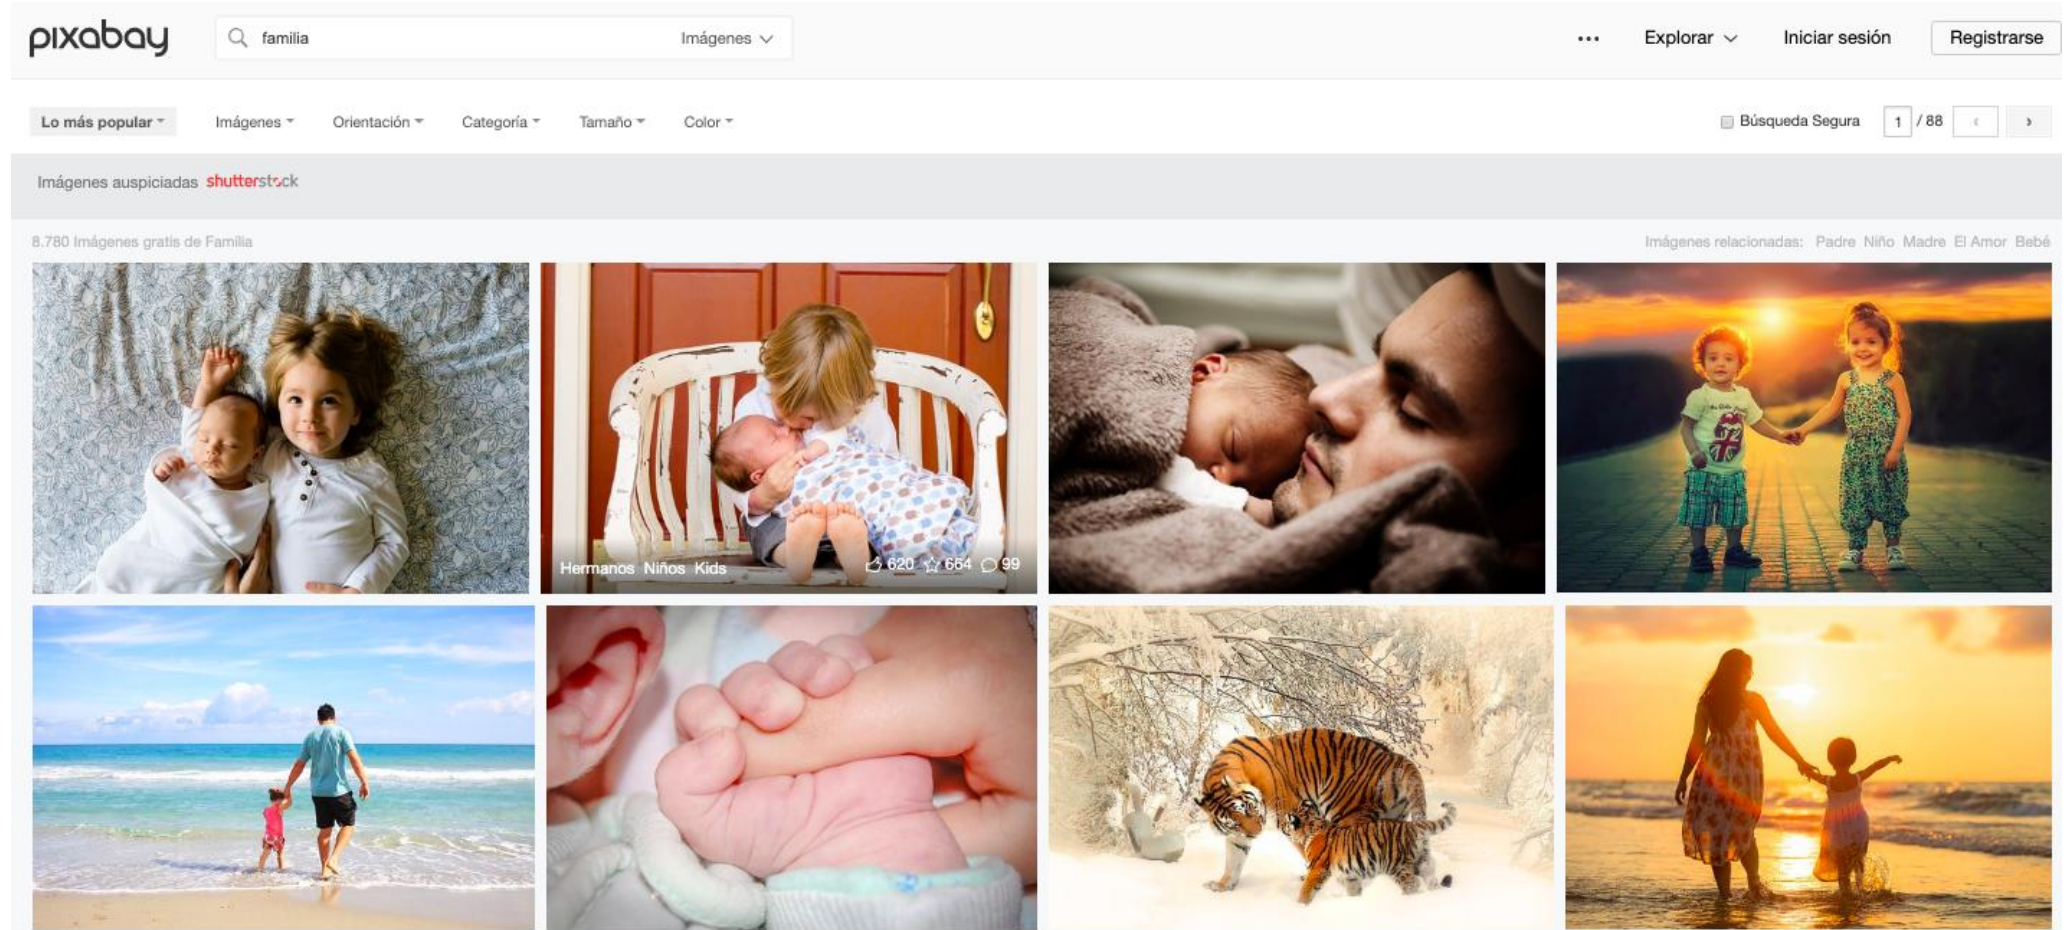 pixabay familia Imágenes ••• Explorar Iniciar sesión Registrarse
Lo más popular Imágenes Orientación Categoría Tamaño Color Búsqueda Segura 1 / 88 ‹ ›
Imágenes auspiciadas shutterstock
8.780 Imágenes gratis de Familia Imágenes relacionadas: Padre Niño Madre El Amor Bebé
Hermanos Niños Kids 620 664 99